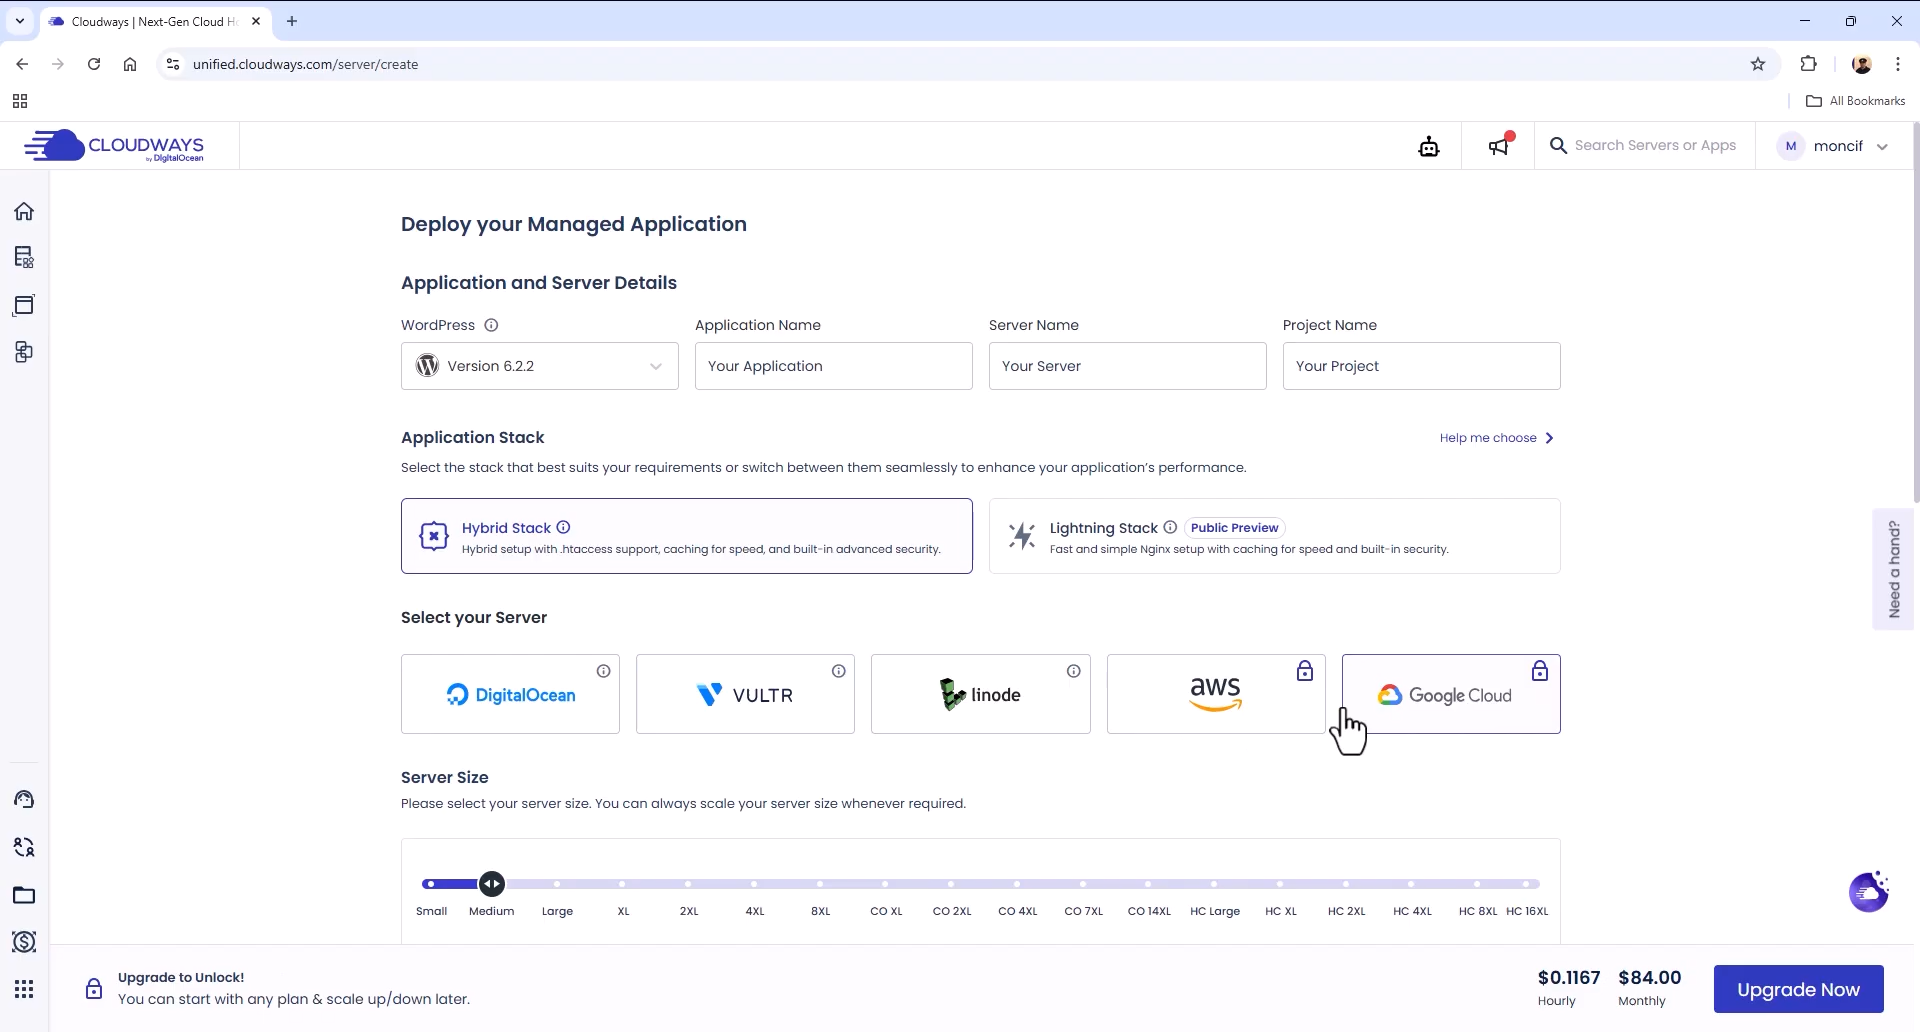 Cloudways | Next-Gen Cloud Ho
unified.cloudways.com/server/create
All Bookmarks
CLOUDWAYS
by DigitalOcean
Search Servers or Apps
M
moncif
Deploy your Managed Application
Application and Server Details
WordPress
Application Name
Server Name
Project Name
Version 6.2.2
Your Application
Your Server
Your Project
Application Stack
Help me choose
Select the stack that best suits your requirements or switch between them seamlessly to enhance your application's performance.
Hybrid Stack
Hybrid setup with .htaccess support, caching for speed, and built-in advanced security.
Lightning Stack
Public Preview
Fast and simple Nginx setup with caching for speed and built-in security.
Need a hand?
Select your Server
DigitalOcean
VULTR
linode
aws
Google Cloud
Server Size
Please select your server size. You can always scale your server size whenever required.
Small Medium Large XL 2XL 4XL 8XL CO XL CO 2XL CO 4XL CO 7XL CO 14XL HC Large HC XL HC 2XL HC 4XL HC 8XL HC 16XL
Upgrade to Unlock!
You can start with any plan & scale up/down later.
$0.1167
Hourly
$84.00
Monthly
Upgrade Now